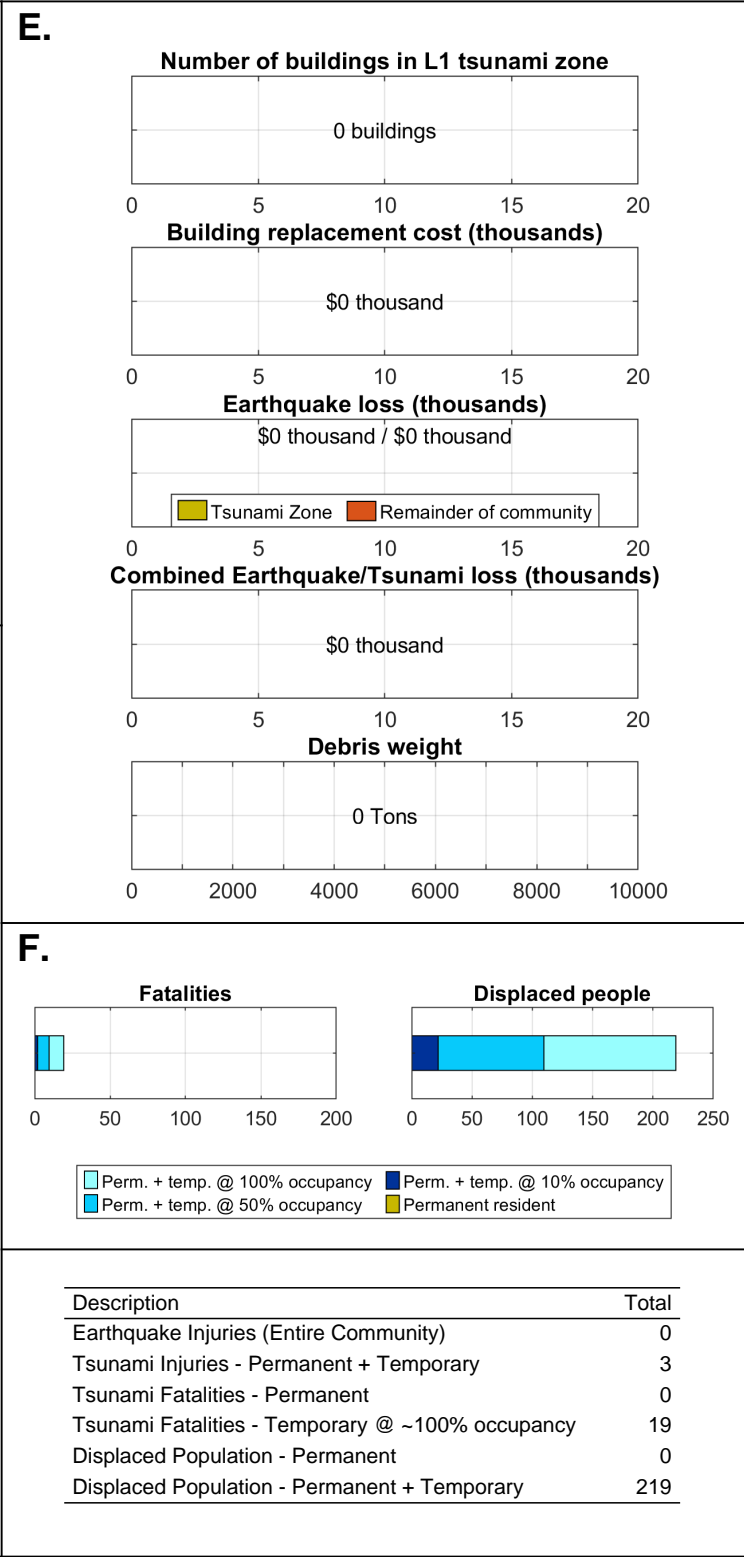 E.
Number of buildings in L1 tsunami zone
0 buildings
0 5 10 15 20
Building replacement cost (thousands)
$0 thousand
0 5 10 15 20
Earthquake loss (thousands)
$0 thousand / $0 thousand
Tsunami Zone Remainder of community
0 5 10 15 20
Combined Earthquake/Tsunami loss (thousands)
$0 thousand
0 5 10 15 20
Debris weight
0 Tons
0 2000 4000 6000 8000 10000
F.
Fatalities Displaced people
0 50 100 150 200 0 50 100 150 200 250
Perm. + temp. @ 100% occupancy Perm. + temp. @ 10% occupancy
Perm. + temp. @ 50% occupancy Permanent resident
Description Total
Earthquake Injuries (Entire Community) 0
Tsunami Injuries - Permanent + Temporary 3
Tsunami Fatalities - Permanent 0
Tsunami Fatalities - Temporary @ ~100% occupancy 19
Displaced Population - Permanent 0
Displaced Population - Permanent + Temporary 219